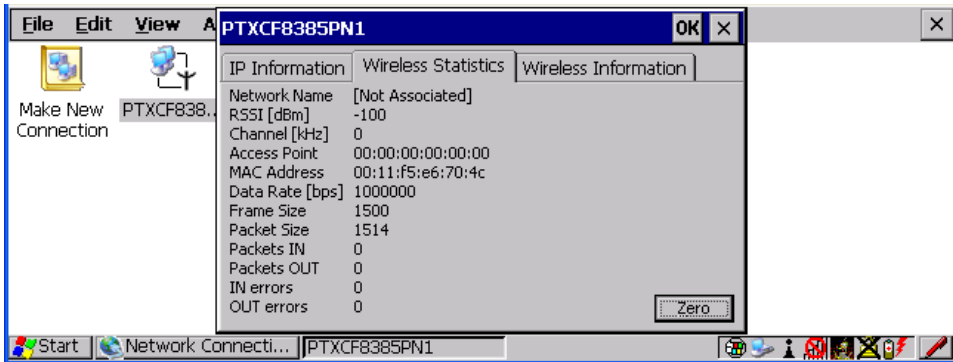 File Edit View A
PTXCF8385PN1 OK ×
×
IP Information Wireless Statistics Wireless Information
Make New Connection
PTXCF838..
Network Name [Not Associated]
RSSI [dBm] -100
Channel [kHz] 0
Access Point 00:00:00:00:00:00
MAC Address 00:11:f5:e6:70:4c
Data Rate [bps] 1000000
Frame Size 1500
Packet Size 1514
Packets IN 0
Packets OUT 0
IN errors 0
OUT errors 0
Zero
Start Network Connecti... PTXCF8385PN1